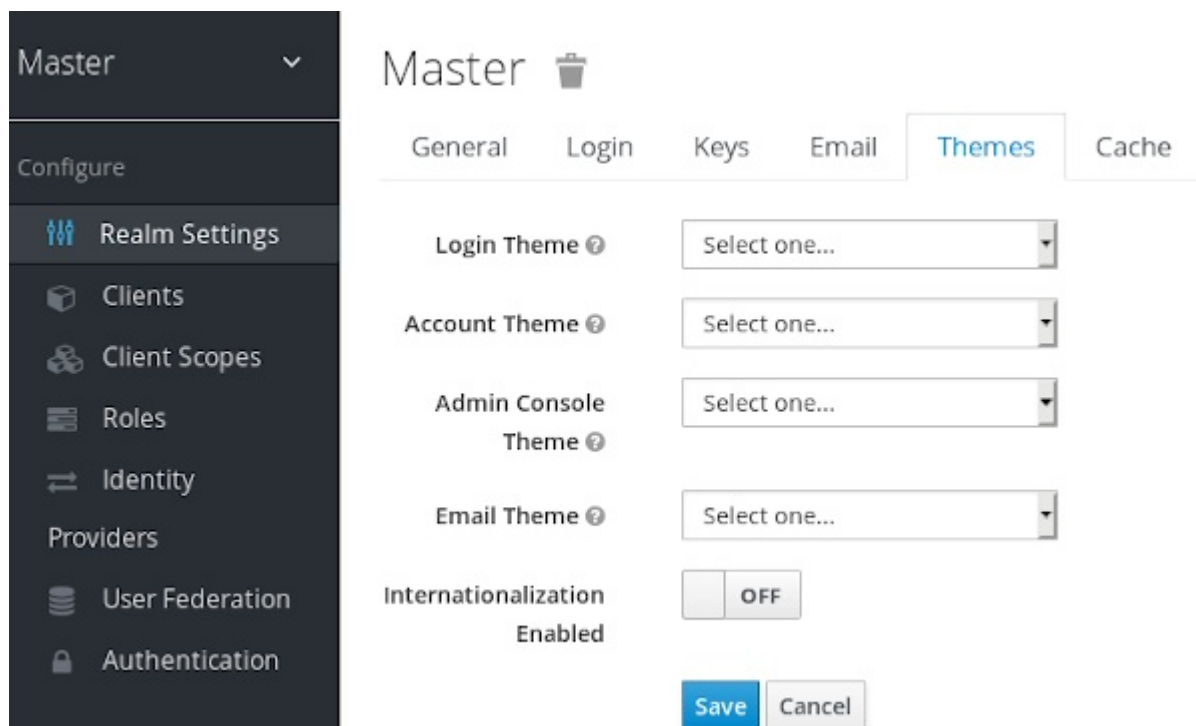 Master
Configure
Realm Settings
Clients
Client Scopes
Roles
Identity
Providers
User Federation
Authentication
Master
General Login Keys Email Themes Cache
Login Theme Select one...
Account Theme Select one...
Admin Console Select one...
Theme
Email Theme Select one...
Internationalization OFF
Enabled
Save Cancel